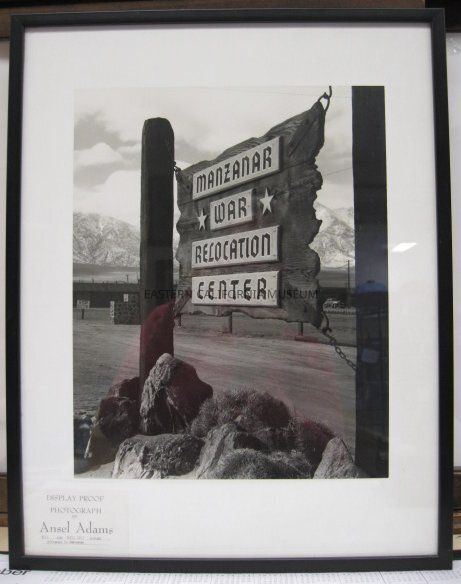 MANZANAR
WAR
RELOCATION
CENTER
EASTERN CALIFORNIA MUSEUM
DISPLAY PROOF
PHOTOGRAPH
BY
Ansel Adams